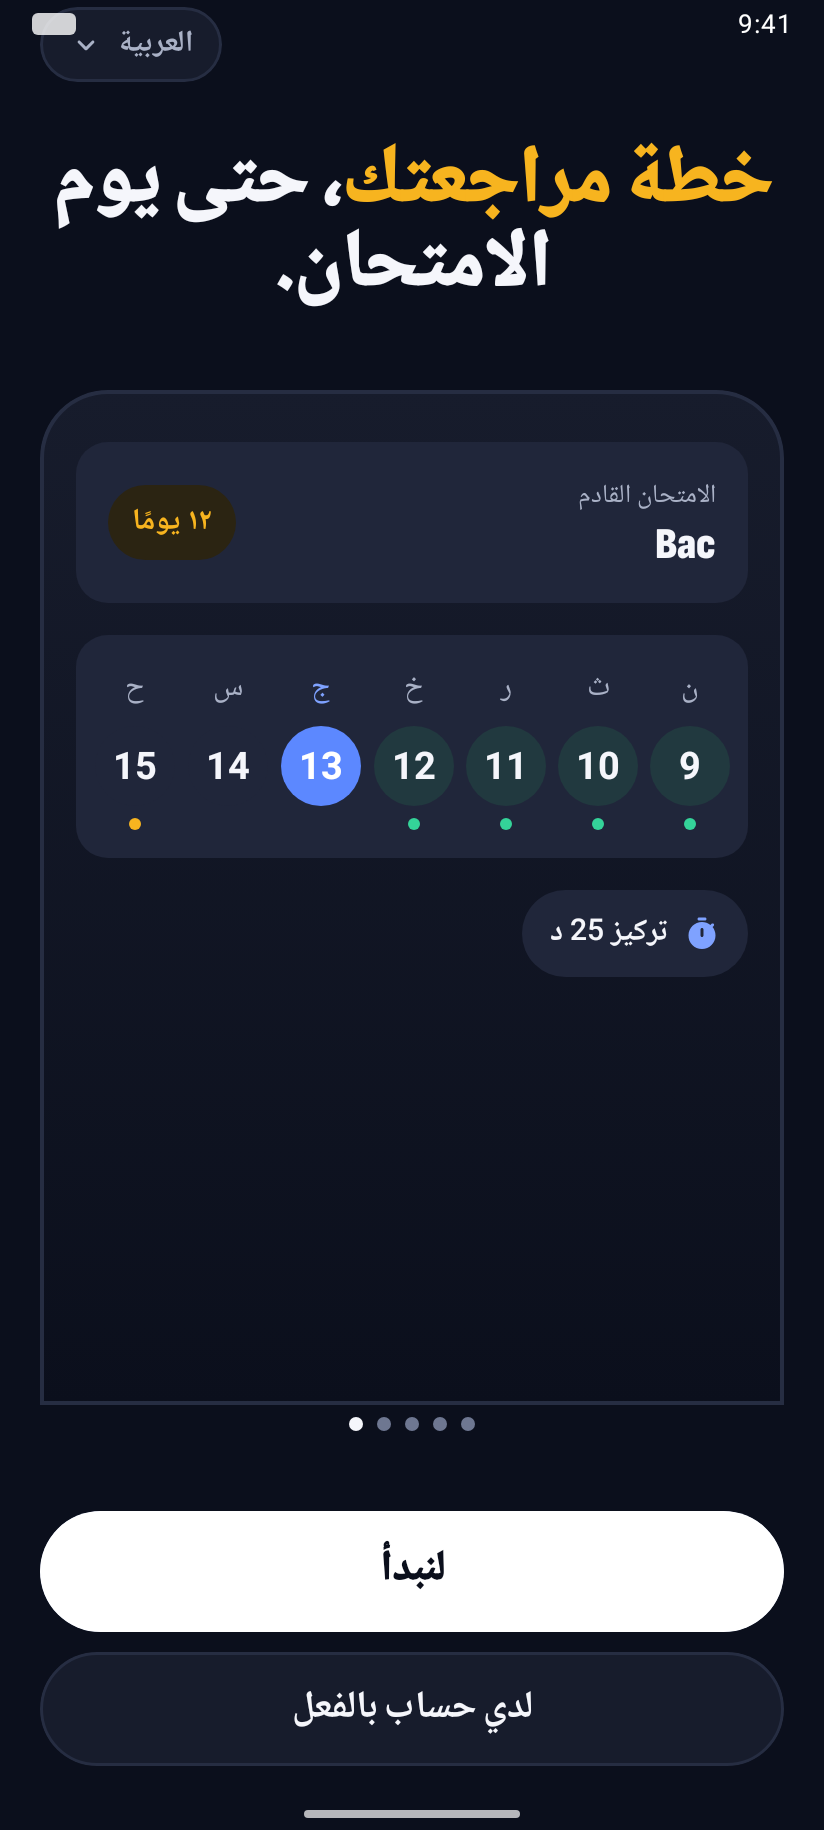 9:41
العربية
خطة مراجعتك، حتى يوم
الامتحان.
الامتحان القادم
Bac
١٢ يومًا
ن ث ر خ ج س ح
9 10 11 12 13 14 15
تركيز 25 د
لنبدأ
لدي حساب بالفعل